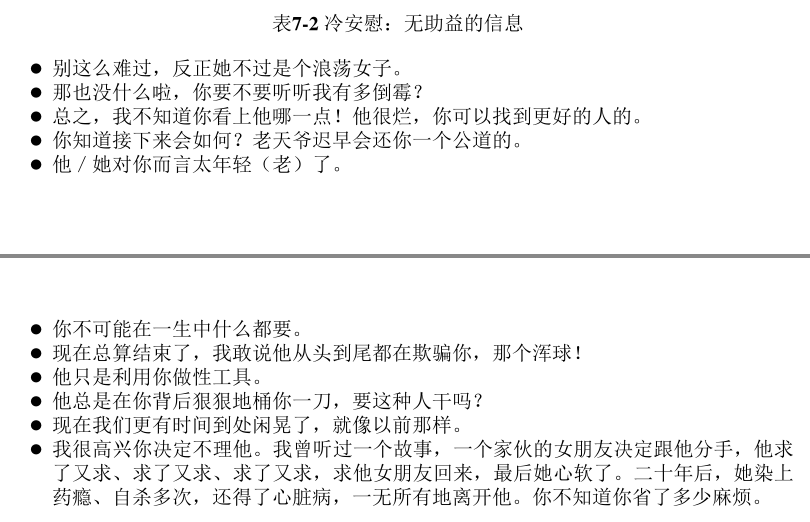 表7-2 冷安慰：无助益的信息
● 别这么难过，反正她不过是个浪荡女子。
● 那也没什么啦，你要不要听听我有多倒霉？
● 总之，我不知道你看上他哪一点！他很烂，你可以找到更好的人的。
● 你知道接下来会如何？老天爷迟早会还你一个公道的。
● 他／她对你而言太年轻（老）了。
● 你不可能在一生中什么都要。
● 现在总算结束了，我敢说他从头到尾都在欺骗你，那个浑球！
● 他只是利用你做性工具。
● 他总是在你背后狠狠地桶你一刀，要这种人干吗？
● 现在我们更有时间到处闲晃了，就像以前那样。
● 我很高兴你决定不理他。我曾听过一个故事，一个家伙的女朋友决定跟他分手，他求
了又求、求了又求、求了又求，求他女朋友回来，最后她心软了。二十年后，她染上
药瘾、自杀多次，还得了心脏病，一无所有地离开他。你不知道你省了多少麻烦。